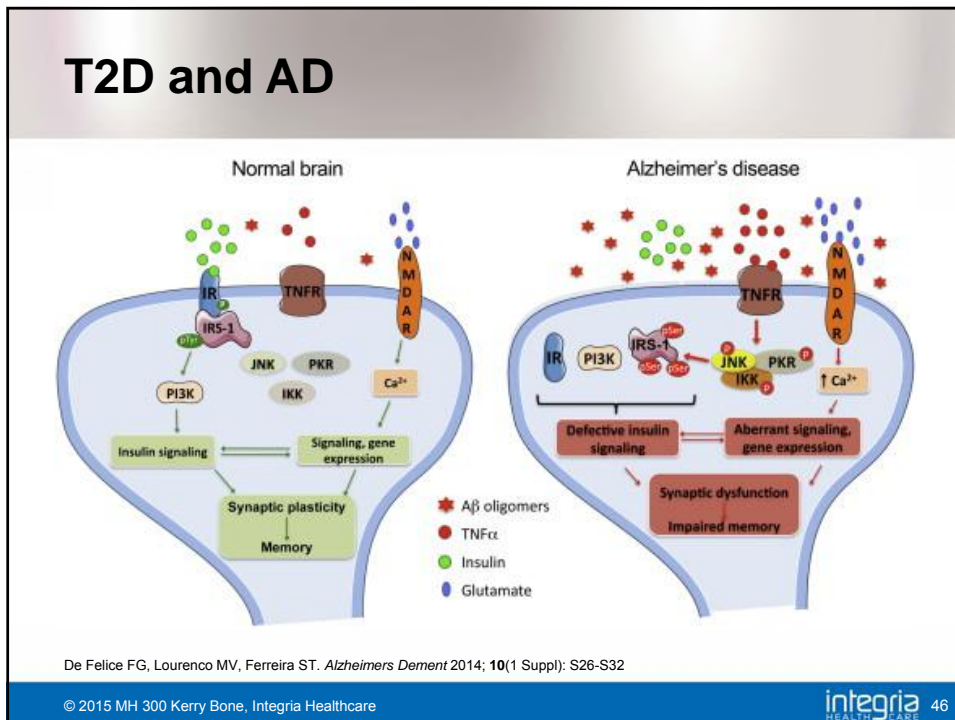 T2D and AD
Normal brain
Alzheimer's disease
IR
P
IRS-1
pTyr
PI3K
TNFR
JNK
PKR
IKK
NMDAR
Ca²⁺
Insulin signaling
Signaling, gene
expression
Synaptic plasticity
Memory
Aβ oligomers
TNFα
Insulin
Glutamate
IR
PI3K
IRS-1
pSer
pSer
pSer
TNFR
P
JNK
PKR
P
IKK
P
NMDAR
↑ Ca²⁺
Defective insulin
signaling
Aberrant signaling,
gene expression
Synaptic dysfunction
Impaired memory
De Felice FG, Lourenco MV, Ferreira ST. Alzheimers Dement 2014; 10(1 Suppl): S26-S32
© 2015 MH 300 Kerry Bone, Integria Healthcare
integria
HEALTHCARE
46